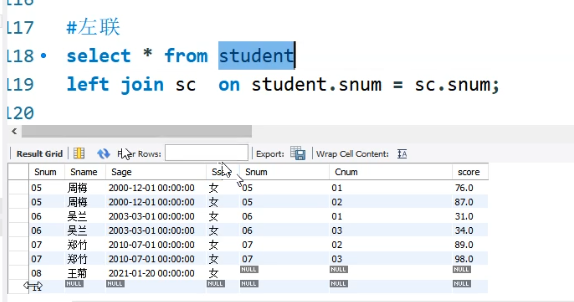 116
117 #左联
118 select * from student
119 left join sc  on student.snum = sc.snum;
120
Result Grid Rows: Export: Wrap Cell Content:
Snum Sname Sage Snum Cnum score
05 周梅 2000-12-01 00:00:00 女 05 01 76.0
05 周梅 2000-12-01 00:00:00 女 05 02 87.0
06 吴兰 2003-03-01 00:00:00 女 06 01 31.0
06 吴兰 2003-03-01 00:00:00 女 06 03 34.0
07 郑竹 2010-07-01 00:00:00 女 07 02 89.0
07 郑竹 2010-07-01 00:00:00 女 07 03 98.0
08 王菊 2021-01-20 00:00:00 女 NULL NULL NULL
NULL NULL NULL NULL NULL NULL